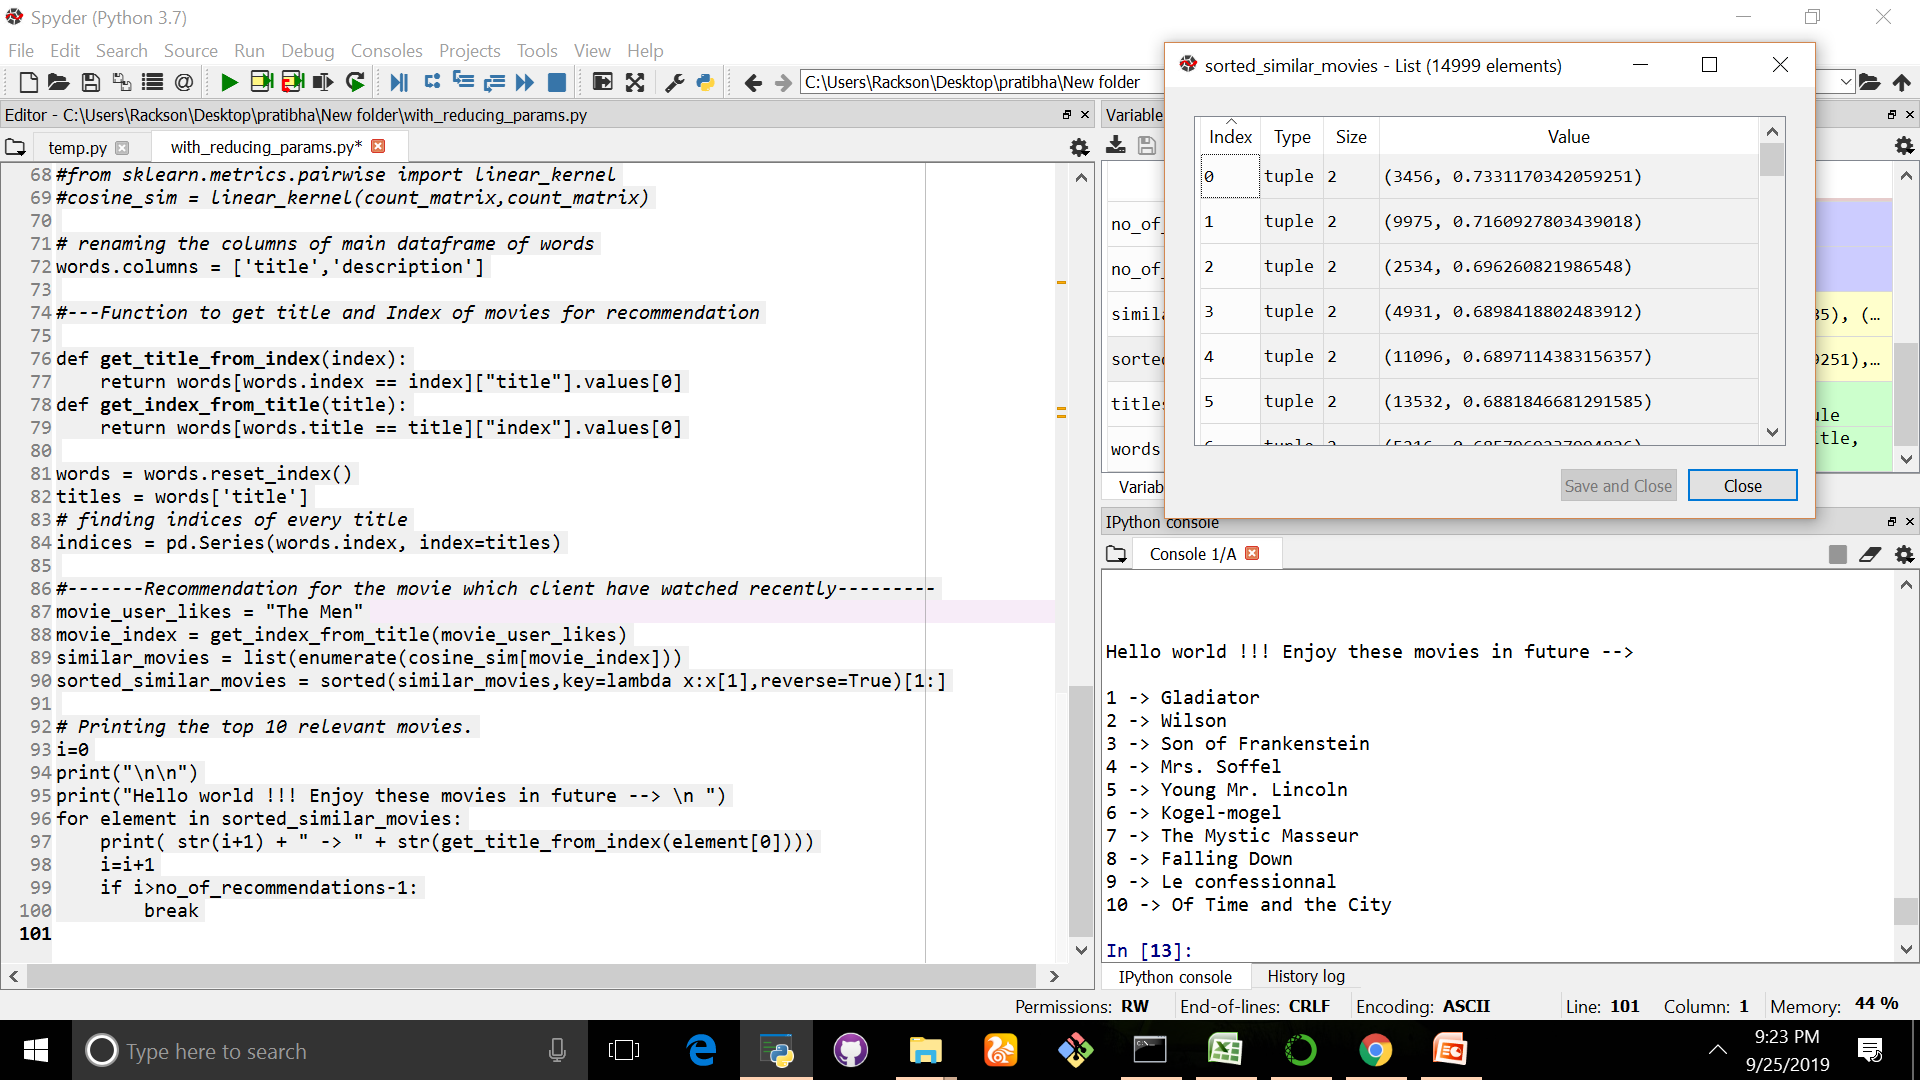 Spyder (Python 3.7)
File Edit Search Source Run Debug Consoles Projects Tools View Help
C:\Users\Rackson\Desktop\pratibha\New folder
Editor - C:\Users\Rackson\Desktop\pratibha\New folder\with_reducing_params.py
temp.py with_reducing_params.py*
68 #from sklearn.metrics.pairwise import linear_kernel
69 #cosine_sim = linear_kernel(count_matrix,count_matrix)
70
71 # renaming the columns of main dataframe of words
72 words.columns = ['title','description']
73
74 #---Function to get title and Index of movies for recommendation
75
76 def get_title_from_index(index):
77     return words[words.index == index]["title"].values[0]
78 def get_index_from_title(title):
79     return words[words.title == title]["index"].values[0]
80
81 words = words.reset_index()
82 titles = words['title']
83 # finding indices of every title
84 indices = pd.Series(words.index, index=titles)
85
86 #-------Recommendation for the movie which client have watched recently---------
87 movie_user_likes = "The Men"
88 movie_index = get_index_from_title(movie_user_likes)
89 similar_movies = list(enumerate(cosine_sim[movie_index]))
90 sorted_similar_movies = sorted(similar_movies,key=lambda x:x[1],reverse=True)[1:]
91
92 # Printing the top 10 relevant movies.
93 i=0
94 print("\n\n")
95 print("Hello world !!! Enjoy these movies in future --> \n ")
96 for element in sorted_similar_movies:
97     print( str(i+1) + " -> " + str(get_title_from_index(element[0])))
98     i=i+1
99     if i>no_of_recommendations-1:
100         break
101
Variable
no_of_
no_of_
simila
35), (…
sorted
9251),…
titles
ule
words
itle,
Variab
sorted_similar_movies - List (14999 elements)
Index Type Size Value
0 tuple 2 (3456, 0.7331170342059251)
1 tuple 2 (9975, 0.7160927803439018)
2 tuple 2 (2534, 0.696260821986548)
3 tuple 2 (4931, 0.6898418802483912)
4 tuple 2 (11096, 0.6897114383156357)
5 tuple 2 (13532, 0.6881846681291585)
Save and Close Close
IPython console
Console 1/A
Hello world !!! Enjoy these movies in future -->
1 -> Gladiator
2 -> Wilson
3 -> Son of Frankenstein
4 -> Mrs. Soffel
5 -> Young Mr. Lincoln
6 -> Kogel-mogel
7 -> The Mystic Masseur
8 -> Falling Down
9 -> Le confessionnal
10 -> Of Time and the City
In [13]:
IPython console History log
Permissions: RW End-of-lines: CRLF Encoding: ASCII Line: 101 Column: 1 Memory: 44 %
Type here to search
9:23 PM
9/25/2019